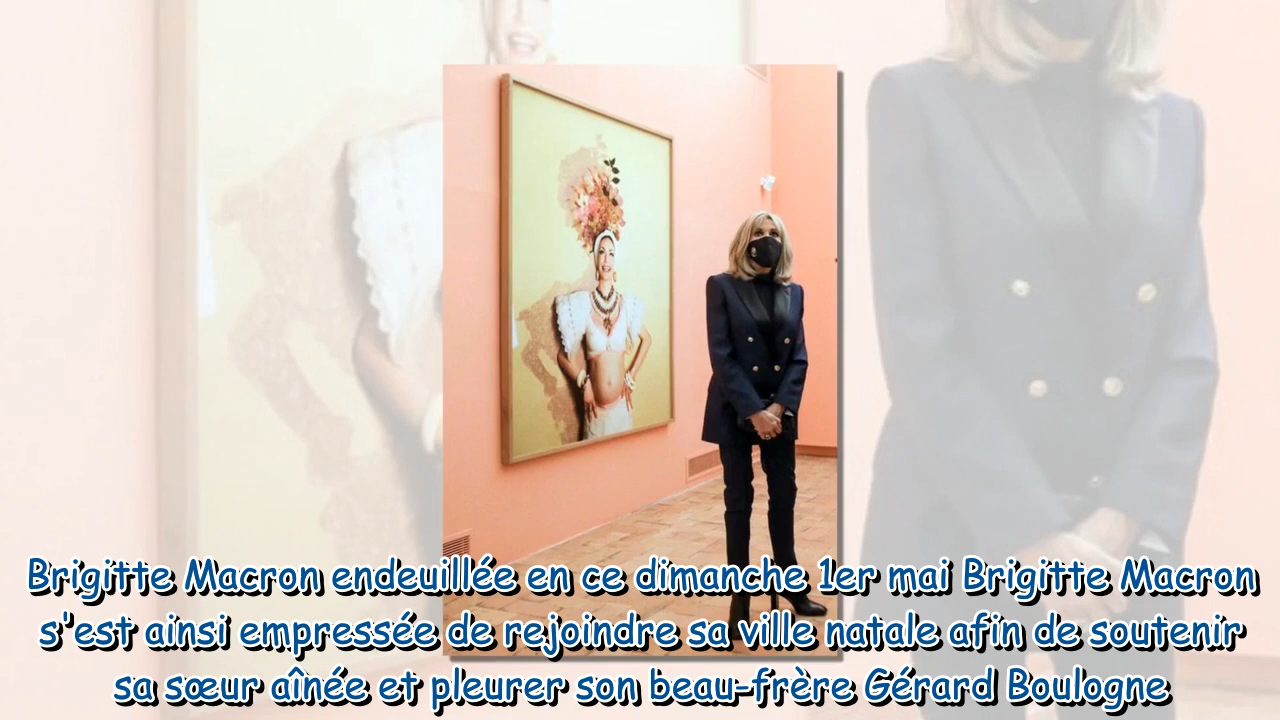 Brigitte Macron endeuillée en ce dimanche 1er mai Brigitte Macron
s'est ainsi empressée de rejoindre sa ville natale afin de soutenir
sa sœur aînée et pleurer son beau-frère Gérard Boulogne